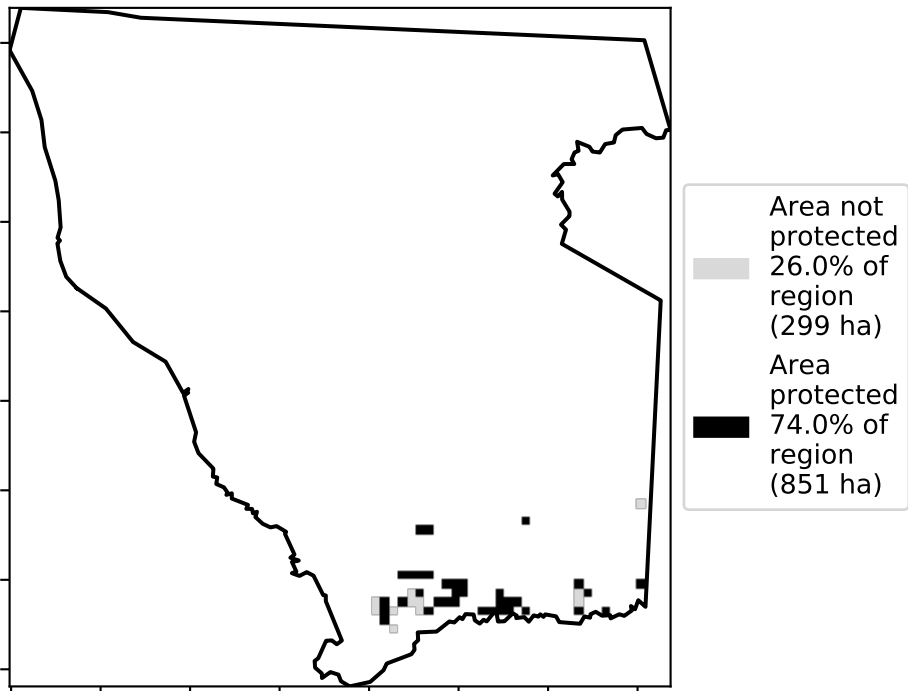 Area not
protected
26.0% of
region
(299 ha)
Area
protected
74.0% of
region
(851 ha)